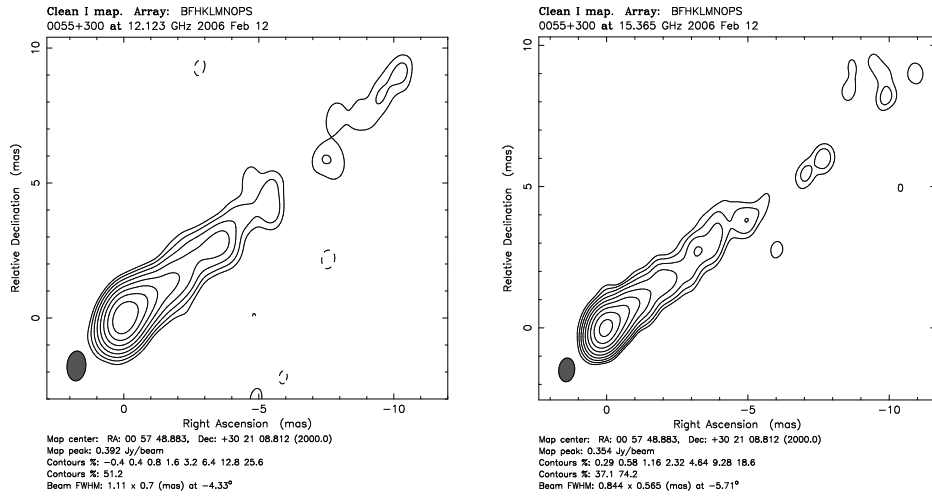 Clean I map. Array: BFHKLMNOPS
0055+300 at 12.123 GHz 2006 Feb 12
10
5
0
Relative Declination (mas)
0 -5 -10
Right Ascension (mas)
Map center: RA: 00 57 48.883, Dec: +30 21 08.812 (2000.0)
Map peak: 0.392 Jy/beam
Contours %: -0.4 0.4 0.8 1.6 3.2 6.4 12.8 25.6
Contours %: 51.2
Beam FWHM: 1.11 x 0.7 (mas) at -4.33°
Clean I map. Array: BFHKLMNOPS
0055+300 at 15.365 GHz 2006 Feb 12
10
5
0
Relative Declination (mas)
0 -5 -10
Right Ascension (mas)
Map center: RA: 00 57 48.883, Dec: +30 21 08.812 (2000.0)
Map peak: 0.354 Jy/beam
Contours %: 0.29 0.58 1.16 2.32 4.64 9.28 18.6
Contours %: 37.1 74.2
Beam FWHM: 0.844 x 0.565 (mas) at -5.71°